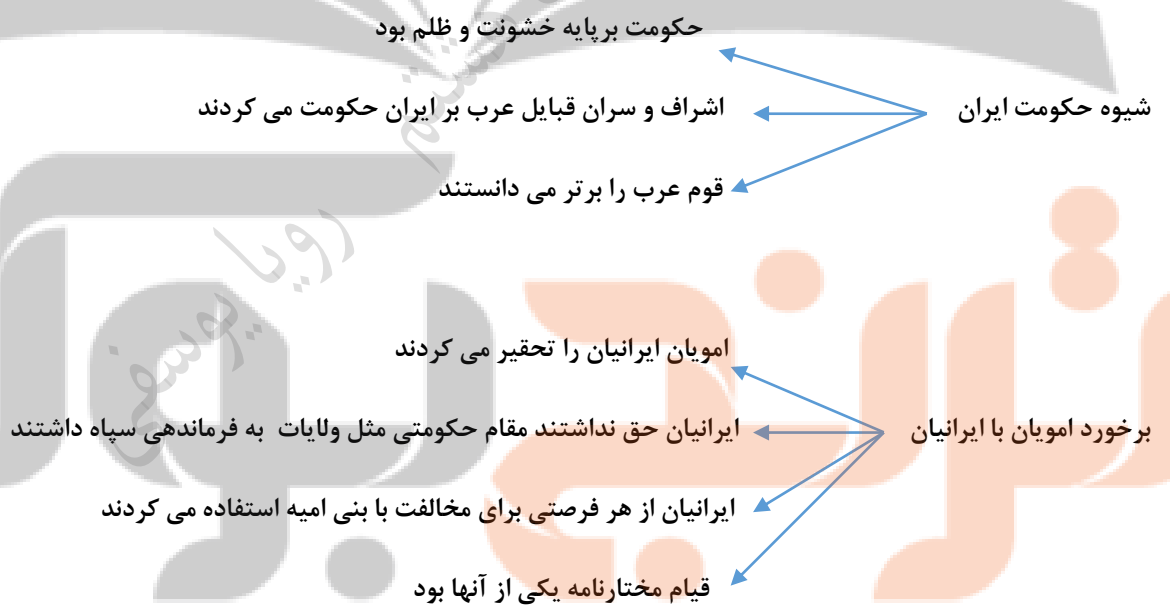 حکومت برپایه خشونت و ظلم بود
شیوه حکومت ایران
اشراف و سران قبایل عرب بر ایران حکومت می کردند
قوم عرب را برتر می دانستند
امویان ایرانیان را تحقیر می کردند
برخورد امویان با ایرانیان
ایرانیان حق نداشتند مقام حکومتی مثل ولایات به فرماندهی سپاه داشتند
ایرانیان از هر فرصتی برای مخالفت با بنی امیه استفاده می کردند
قیام مختارنامه یکی از آنها بود
رویا یوسفی